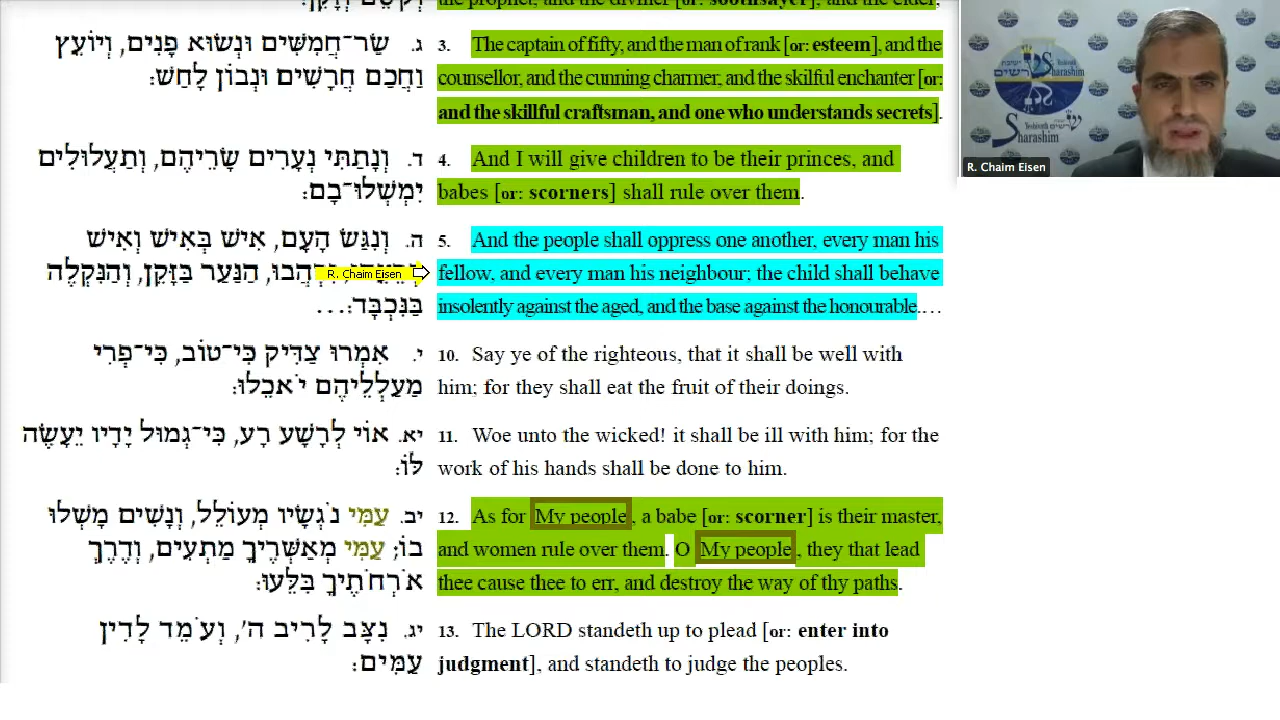 וְקֹסֵם וְזָקֵן: the prophet, and the diviner [or: soothsayer], and the elder,
ג. שַׂר־חֲמִשִּׁים וּנְשׂוּא פָנִים, וְיוֹעֵץ 3. The captain of fifty, and the man of rank [or: esteem], and the
וַחֲכַם חֲרָשִׁים וּנְבוֹן לָחַשׁ: counsellor, and the cunning charmer, and the skilful enchanter [or:
and the skillful craftsman, and one who understands secrets].
ד. וְנָתַתִּי נְעָרִים שָׂרֵיהֶם, וְתַעֲלוּלִים 4. And I will give children to be their princes, and
יִמְשְׁלוּ־בָם: babes [or: scorners] shall rule over them.
ה. וְנִגַּשׂ הָעָם, אִישׁ בְּאִישׁ וְאִישׁ 5. And the people shall oppress one another, every man his
R. Chaim Eisen הַנַּעַר בַּזָּקֵן, וְהַנִּקְלֶה fellow, and every man his neighbour; the child shall behave
בַּנִּכְבָּד:... insolently against the aged, and the base against the honourable....
י. אִמְרוּ צַדִּיק כִּי־טוֹב, כִּי־פְרִי 10. Say ye of the righteous, that it shall be well with
מַעַלְלֵיהֶם יֹאכֵלוּ: him; for they shall eat the fruit of their doings.
יא. אוֹי לְרָשָׁע רָע, כִּי־גְמוּל יָדָיו יֵעָשֶׂה 11. Woe unto the wicked! it shall be ill with him; for the
לּוֹ: work of his hands shall be done to him.
יב. עַמִּי נֹגְשָׂיו מְעוֹלֵל, וְנָשִׁים מָשְׁלוּ 12. As for My people, a babe [or: scorner] is their master,
בוֹ; עַמִּי מְאַשְּׁרֶיךָ מַתְעִים, וְדֶרֶךְ and women rule over them. O My people, they that lead
אֹרְחֹתֶיךָ בִּלֵּעוּ: thee cause thee to err, and destroy the way of thy paths.
יג. נִצָּב לָרִיב ה', וְעֹמֵד לָדִין 13. The LORD standeth up to plead [or: enter into
עַמִּים: judgment], and standeth to judge the peoples.
Yeshivath
Sharashim
R. Chaim Eisen